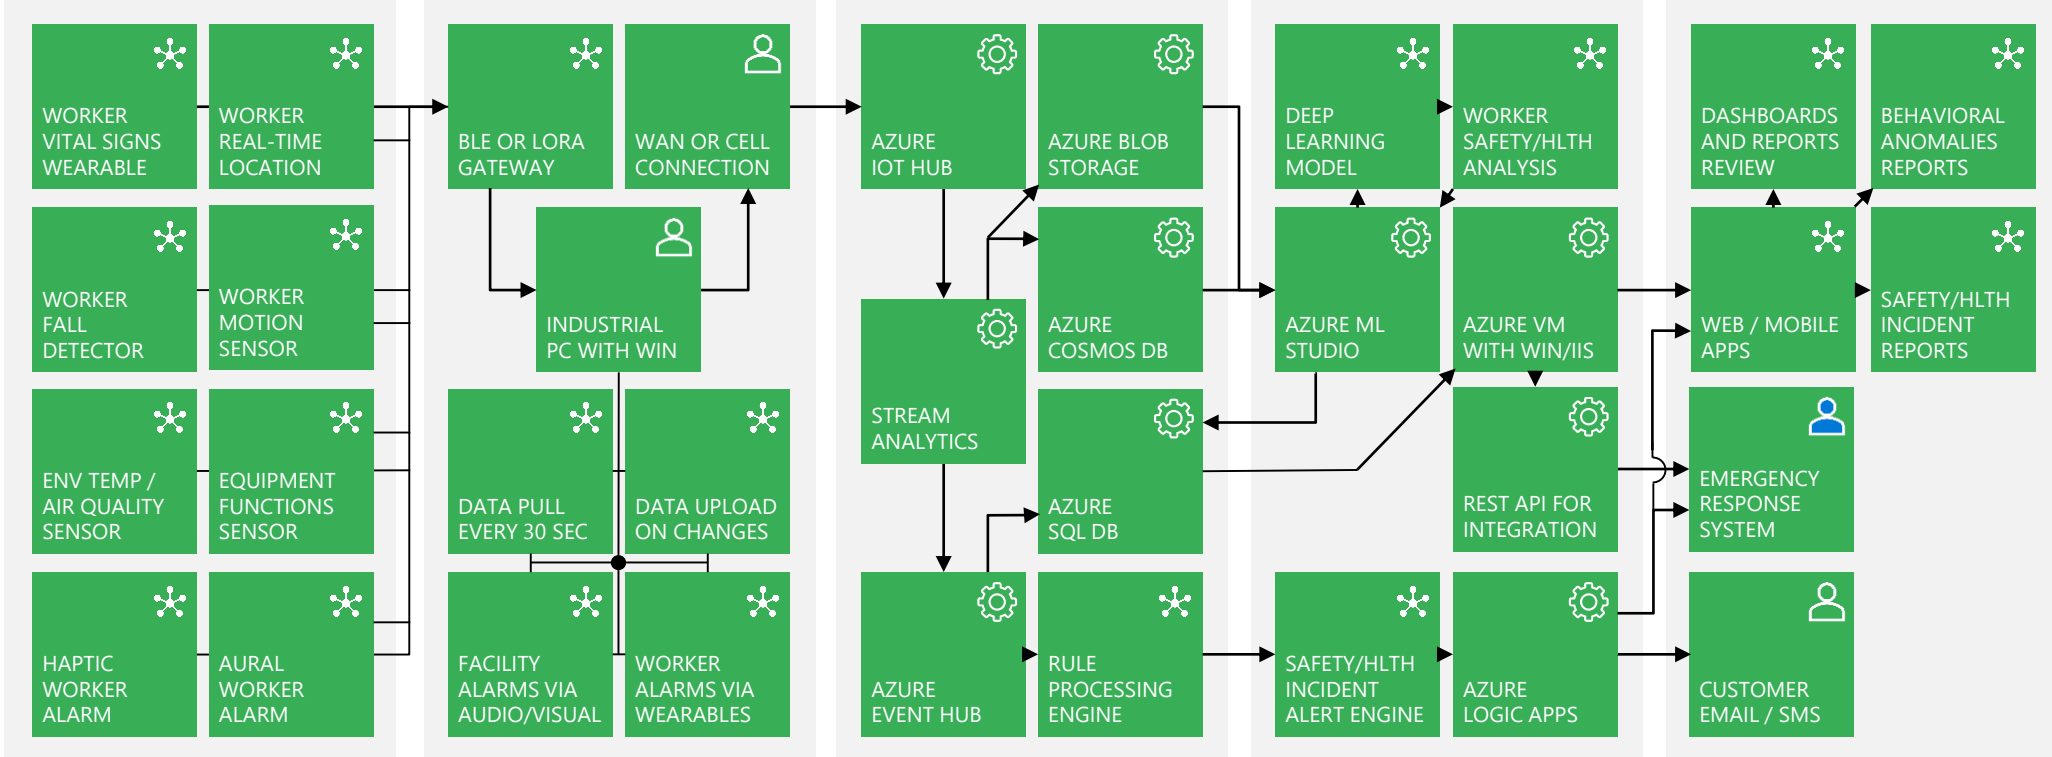 WORKER
VITAL SIGNS
WEARABLE
WORKER
REAL-TIME
LOCATION
WORKER
FALL
DETECTOR
WORKER
MOTION
SENSOR
ENV TEMP /
AIR QUALITY
SENSOR
EQUIPMENT
FUNCTIONS
SENSOR
HAPTIC
WORKER
ALARM
AURAL
WORKER
ALARM
BLE OR LORA
GATEWAY
WAN OR CELL
CONNECTION
INDUSTRIAL
PC WITH WIN
DATA PULL
EVERY 30 SEC
DATA UPLOAD
ON CHANGES
FACILITY
ALARMS VIA
AUDIO/VISUAL
WORKER
ALARMS VIA
WEARABLES
AZURE
IOT HUB
AZURE BLOB
STORAGE
AZURE
COSMOS DB
STREAM
ANALYTICS
AZURE
SQL DB
AZURE
EVENT HUB
RULE
PROCESSING
ENGINE
DEEP
LEARNING
MODEL
WORKER
SAFETY/HLTH
ANALYSIS
AZURE ML
STUDIO
AZURE VM
WITH WIN/IIS
REST API FOR
INTEGRATION
SAFETY/HLTH
INCIDENT
ALERT ENGINE
AZURE
LOGIC APPS
DASHBOARDS
AND REPORTS
REVIEW
BEHAVIORAL
ANOMALIES
REPORTS
WEB / MOBILE
APPS
SAFETY/HLTH
INCIDENT
REPORTS
EMERGENCY
RESPONSE
SYSTEM
CUSTOMER
EMAIL / SMS